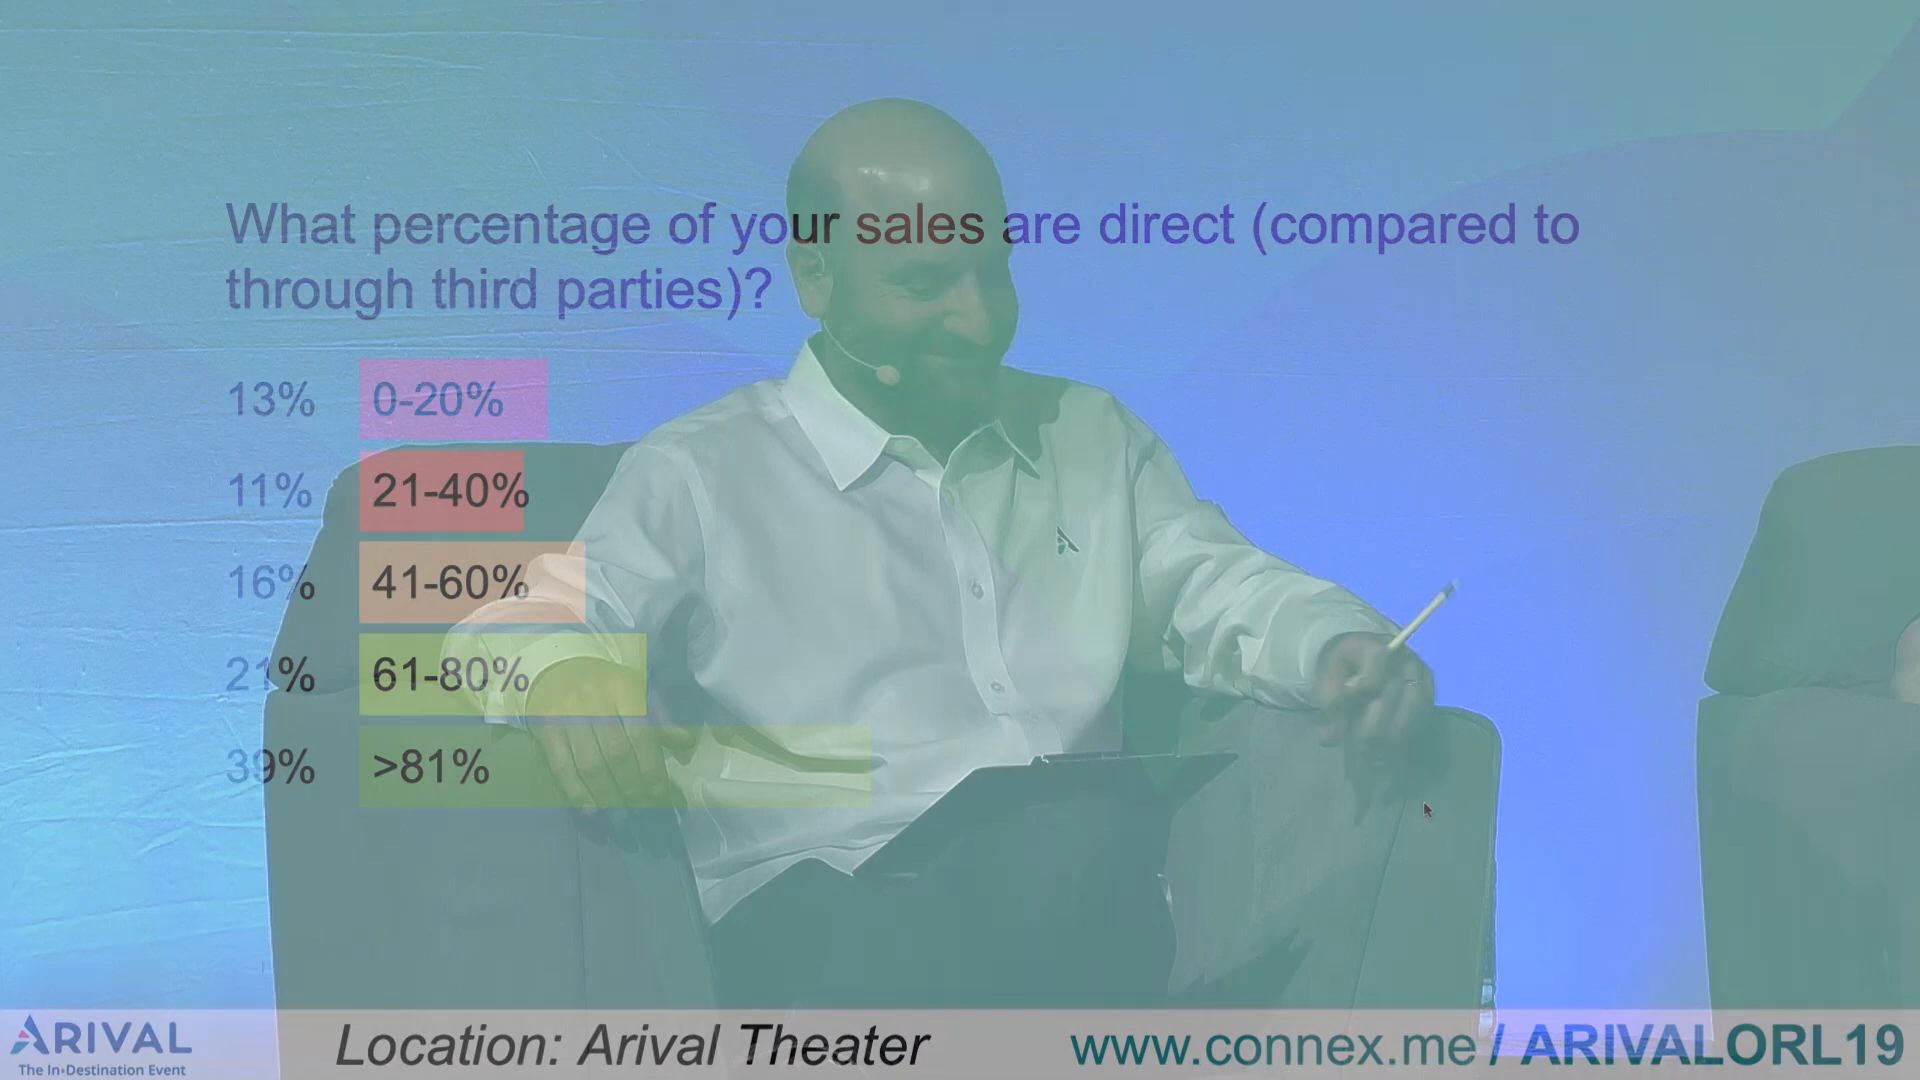 What percentage of your sales are direct (compared to
through third parties)?
13% 0-20%
11% 21-40%
16% 41-60%
21% 61-80%
39% >81%
ARIVAL
The In•Destination Event
Location: Arival Theater
www.connex.me / ARIVALORL19